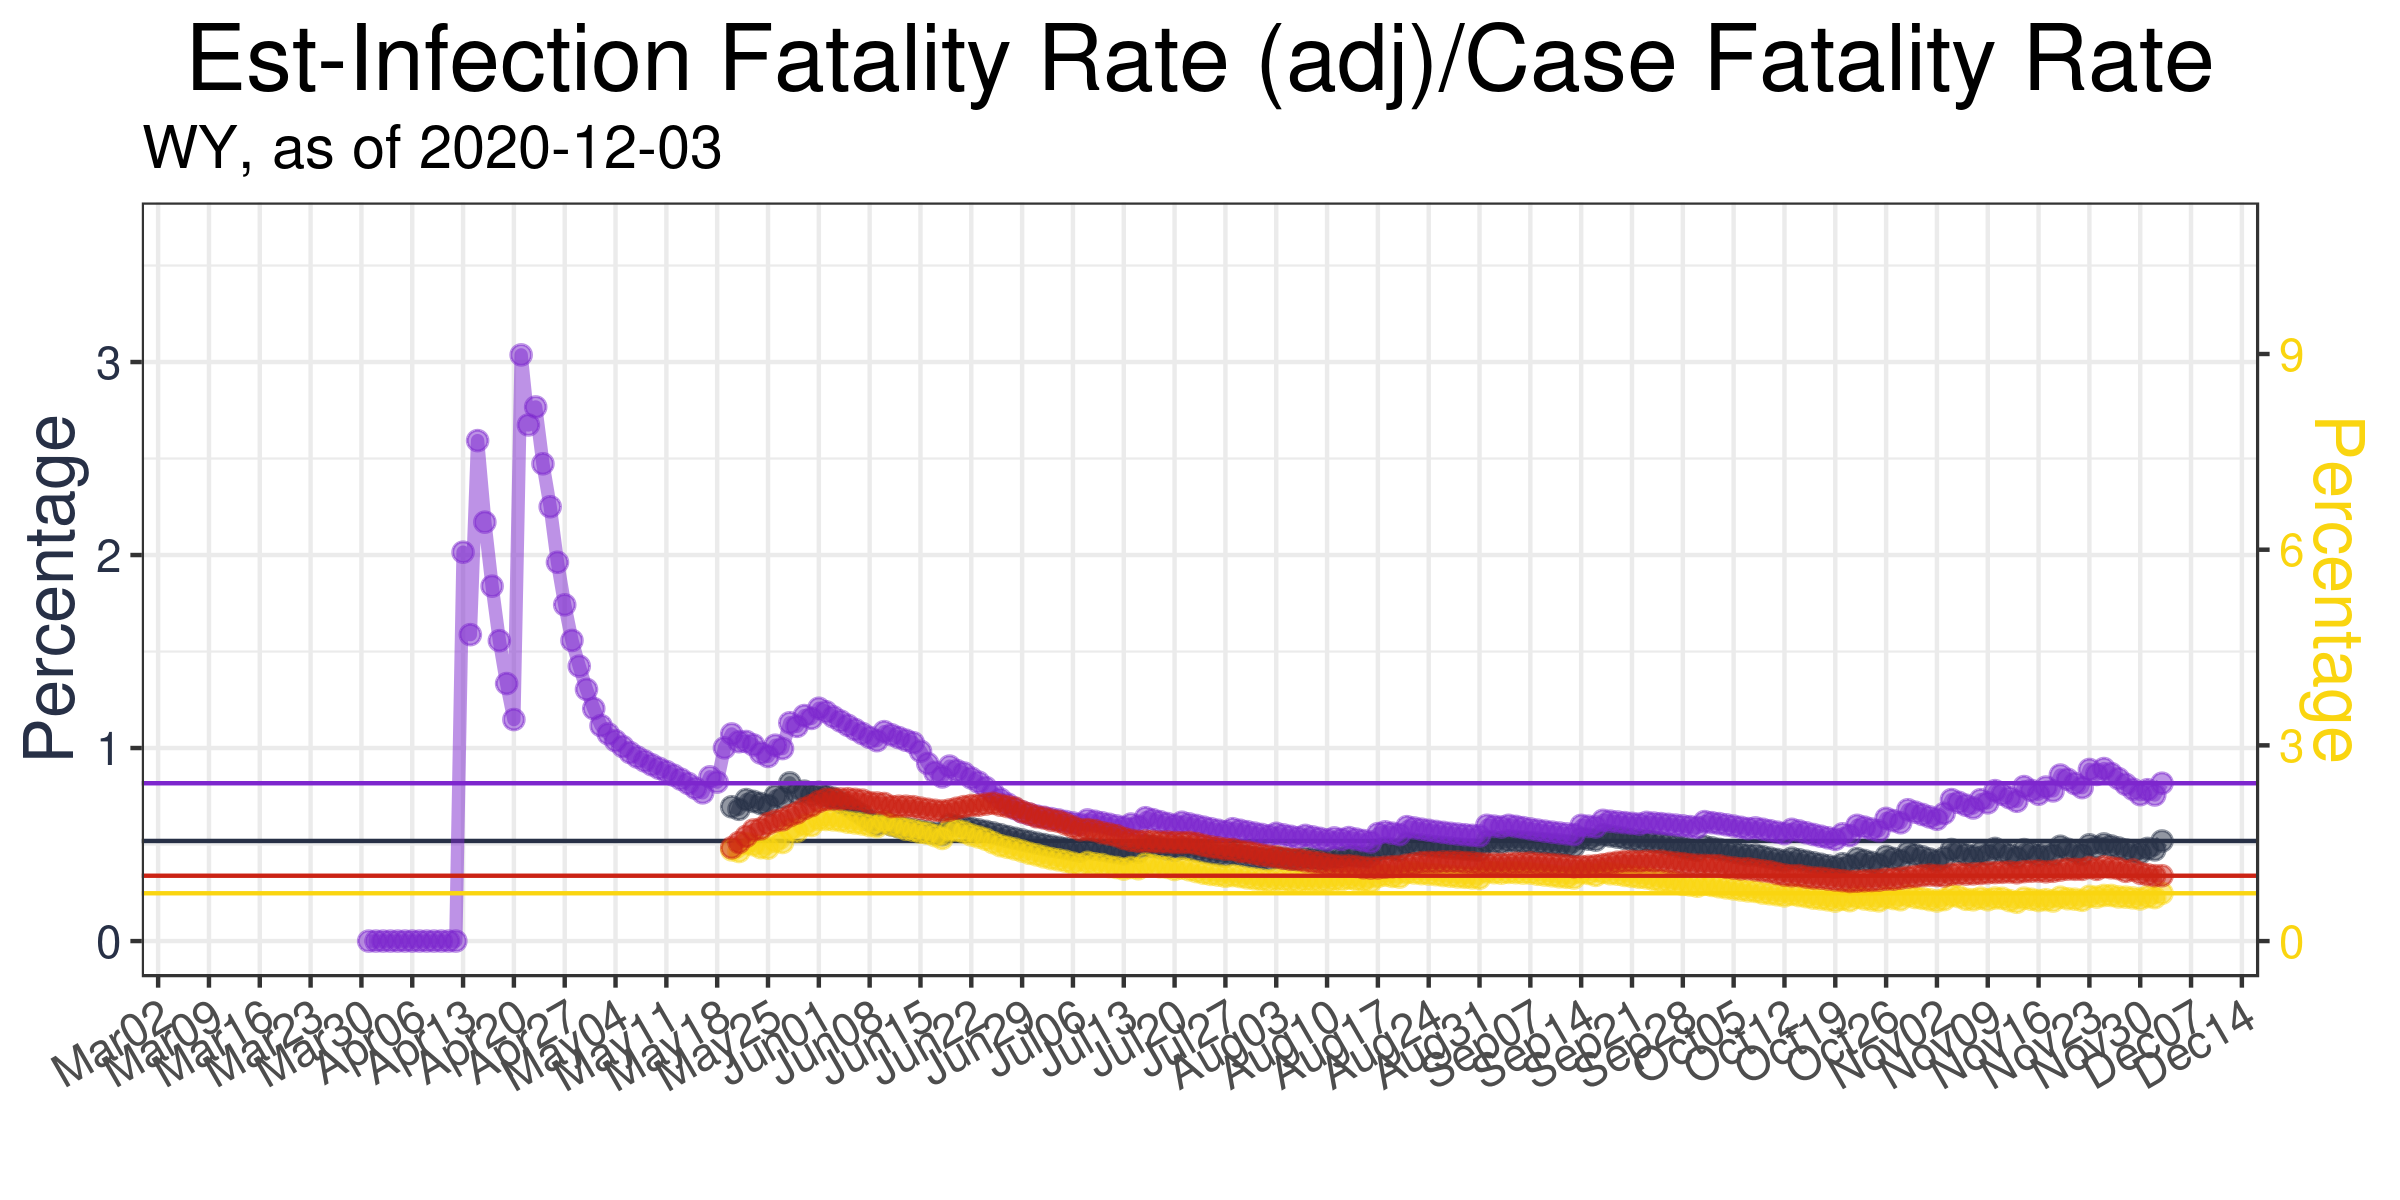 Est-Infection Fatality Rate (adj)/Case Fatality Rate
WY, as of 2020-12-03
Percentage
3
2
1
0
9
6
3
0
Percentage
Mar02
Mar09
Mar16
Mar23
Mar30
Apr06
Apr13
Apr20
Apr27
May04
May11
May18
May25
Jun01
Jun08
Jun15
Jun22
Jun29
Jul06
Jul13
Jul20
Jul27
Aug03
Aug10
Aug17
Aug24
Aug31
Sep07
Sep14
Sep21
Sep28
Oct05
Oct12
Oct19
Oct26
Nov02
Nov09
Nov16
Nov23
Nov30
Dec07
Dec14